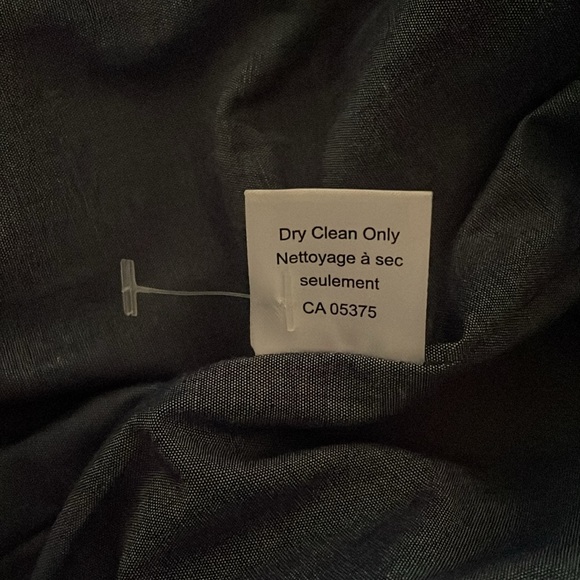 Dry Clean Only
Nettoyage à sec
seulement
CA 05375